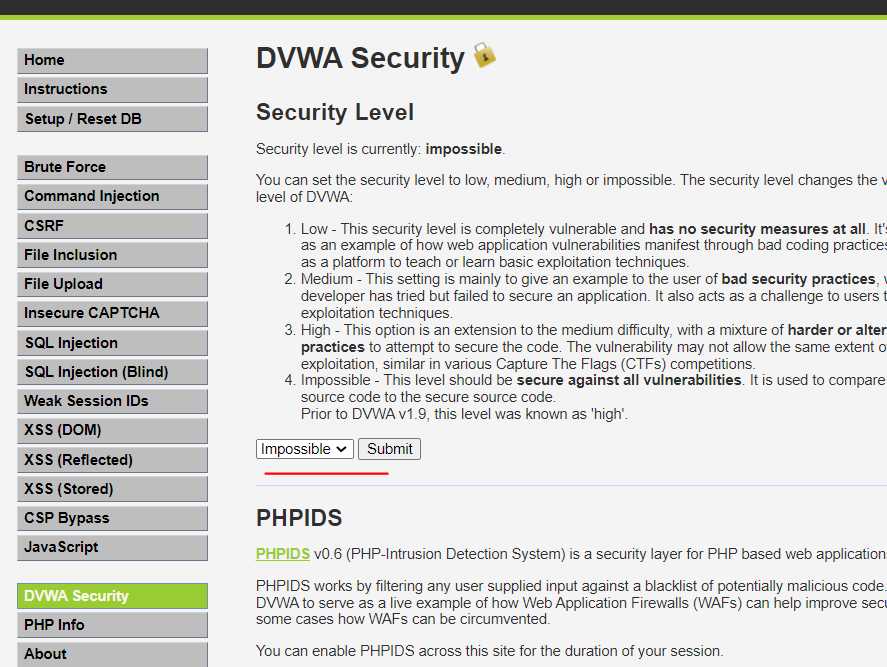 Home
Instructions
Setup / Reset DB
Brute Force
Command Injection
CSRF
File Inclusion
File Upload
Insecure CAPTCHA
SQL Injection
SQL Injection (Blind)
Weak Session IDs
XSS (DOM)
XSS (Reflected)
XSS (Stored)
CSP Bypass
JavaScript
DVWA Security
PHP Info
About
DVWA Security
Security Level
Security level is currently: impossible.
You can set the security level to low, medium, high or impossible. The security level changes the
level of DVWA:
1. Low - This security level is completely vulnerable and has no security measures at all. It's
as an example of how web application vulnerabilities manifest through bad coding practices
as a platform to teach or learn basic exploitation techniques.
2. Medium - This setting is mainly to give an example to the user of bad security practices,
developer has tried but failed to secure an application. It also acts as a challenge to users
exploitation techniques.
3. High - This option is an extension to the medium difficulty, with a mixture of harder or alter
practices to attempt to secure the code. The vulnerability may not allow the same extent
exploitation, similar in various Capture The Flags (CTFs) competitions.
4. Impossible - This level should be secure against all vulnerabilities. It is used to compare
source code to the secure source code.
Prior to DVWA v1.9, this level was known as 'high'.
Impossible Submit
PHPIDS
PHPIDS v0.6 (PHP-Intrusion Detection System) is a security layer for PHP based web application
PHPIDS works by filtering any user supplied input against a blacklist of potentially malicious code.
DVWA to serve as a live example of how Web Application Firewalls (WAFs) can help improve secu
some cases how WAFs can be circumvented.
You can enable PHPIDS across this site for the duration of your session.